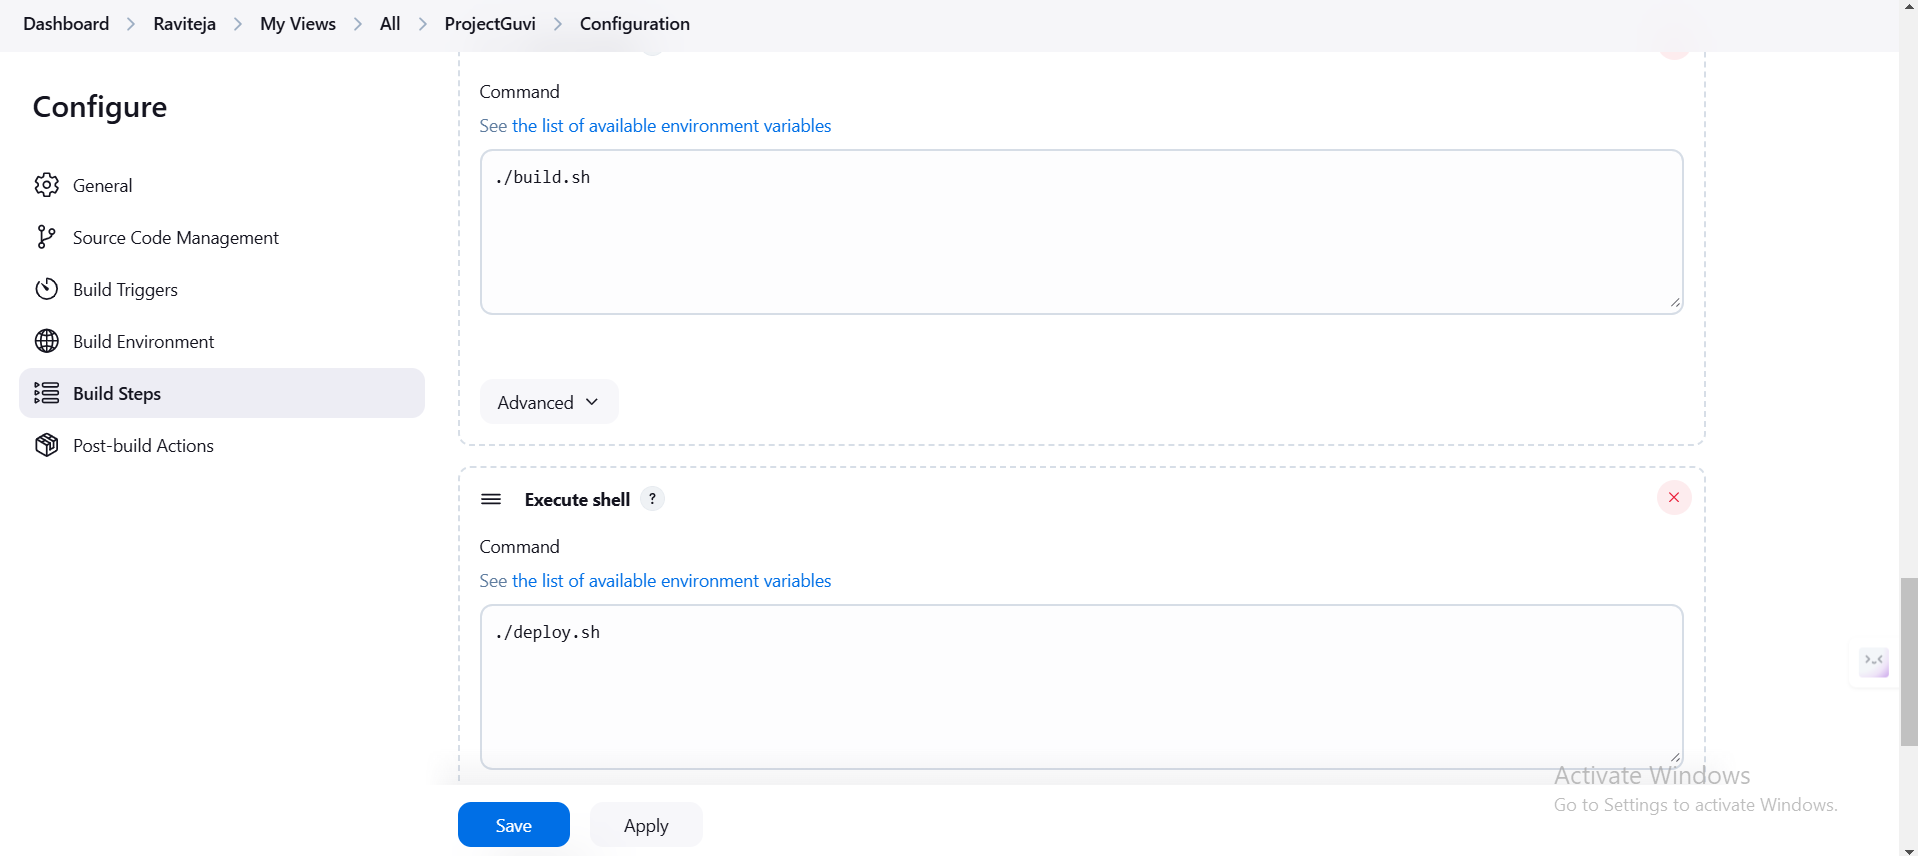 Dashboard > Raviteja > My Views > All > ProjectGuvi > Configuration
Configure
General
Source Code Management
Build Triggers
Build Environment
Build Steps
Post-build Actions
Command
See the list of available environment variables
./build.sh
Advanced
Execute shell ?
Command
See the list of available environment variables
./deploy.sh
Save
Apply
Activate Windows
Go to Settings to activate Windows.